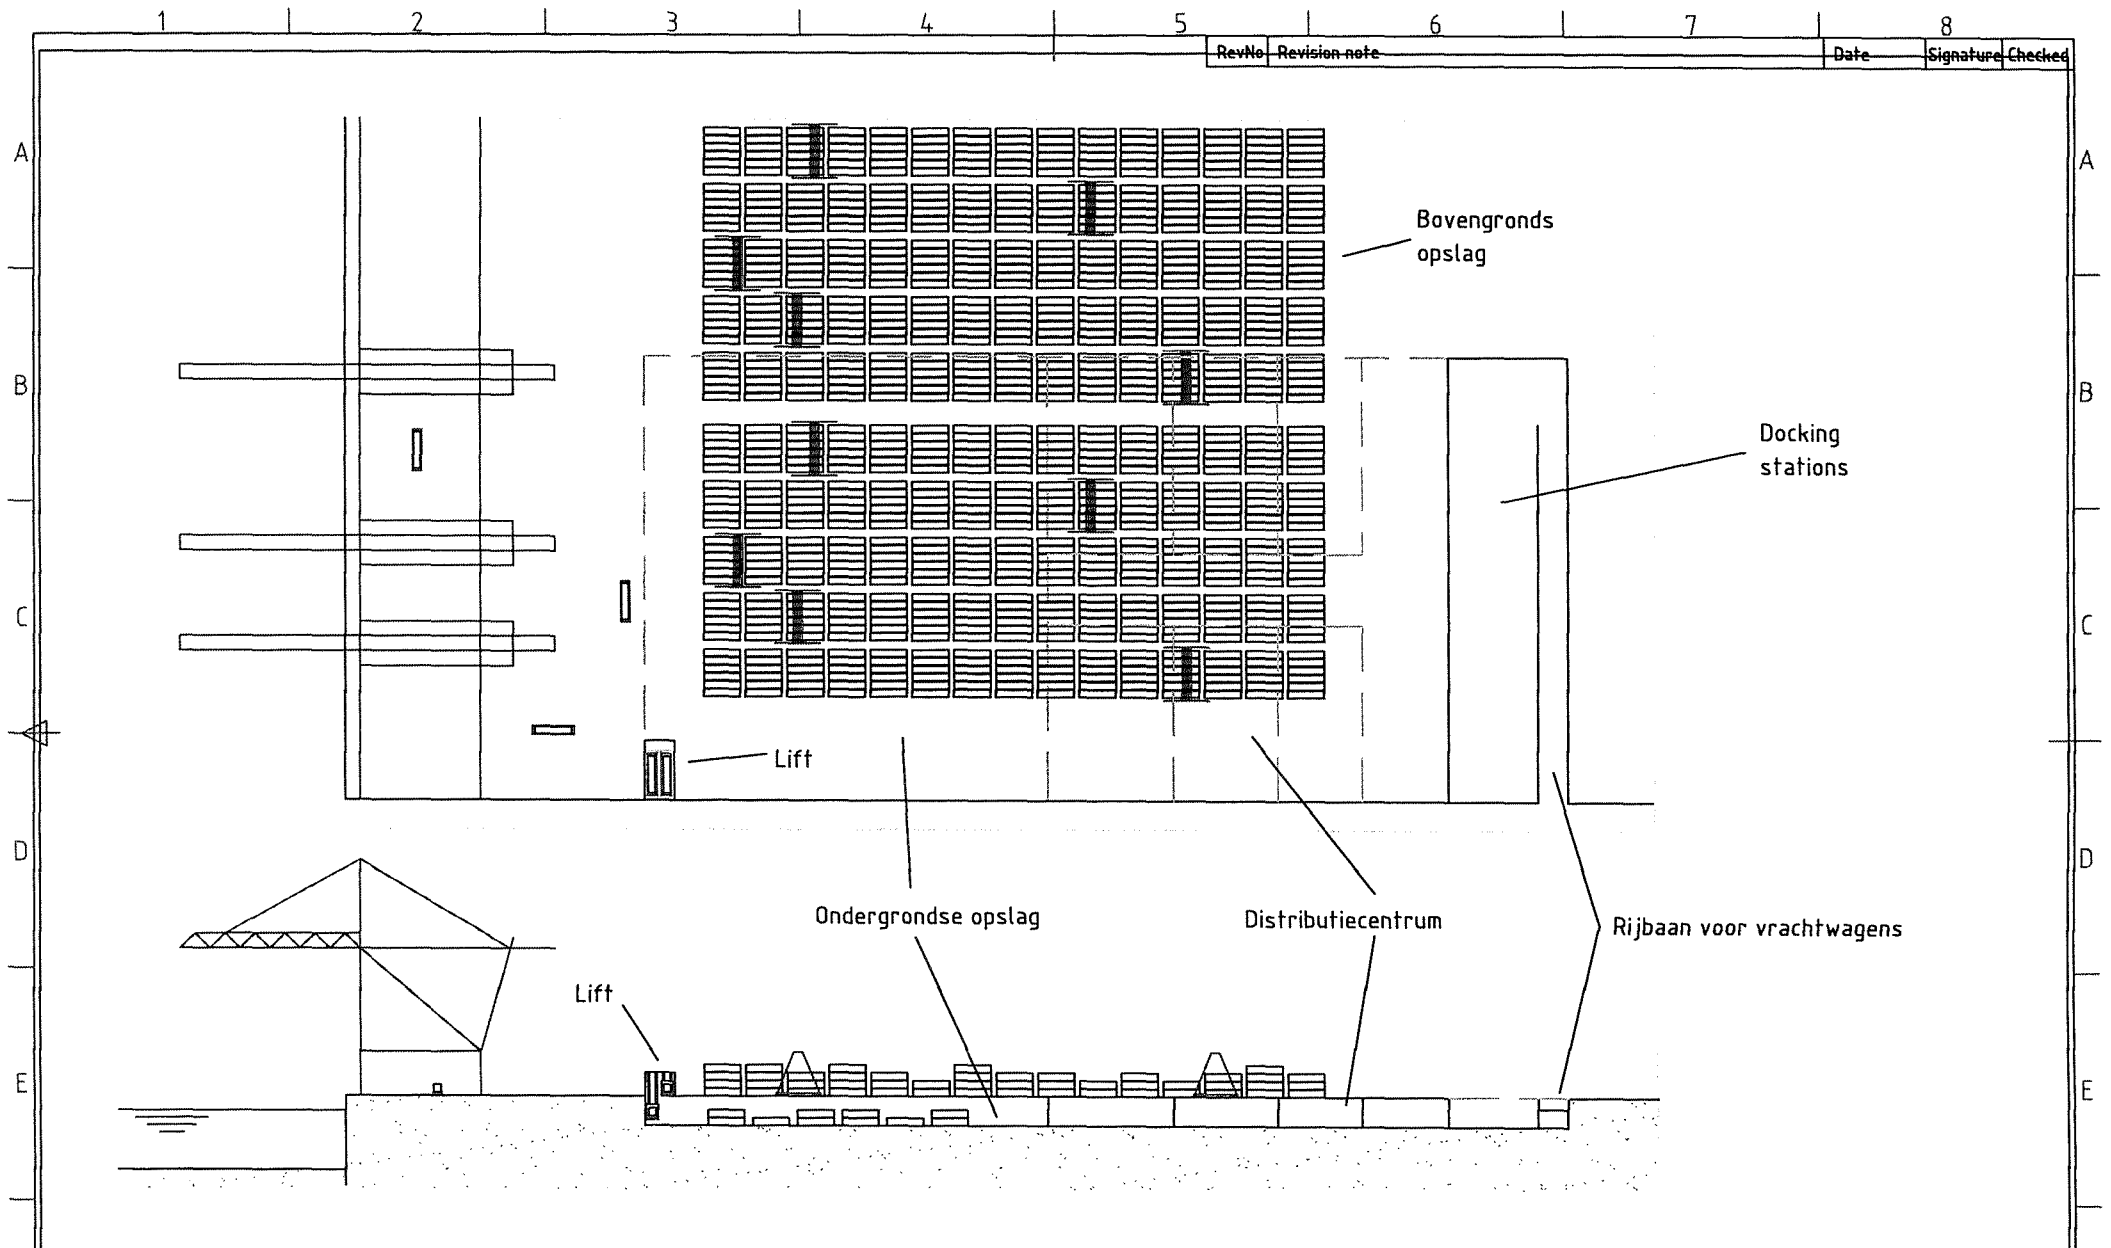 1 2 3 4 5 6 7 8
RevNo Revision note Date Signature Checked
A A
Bovengronds
opslag
B B
Docking
stations
C C
Lift
D D
Ondergrondse opslag Distributiecentrum Rijbaan voor vrachtwagens
Lift
E E